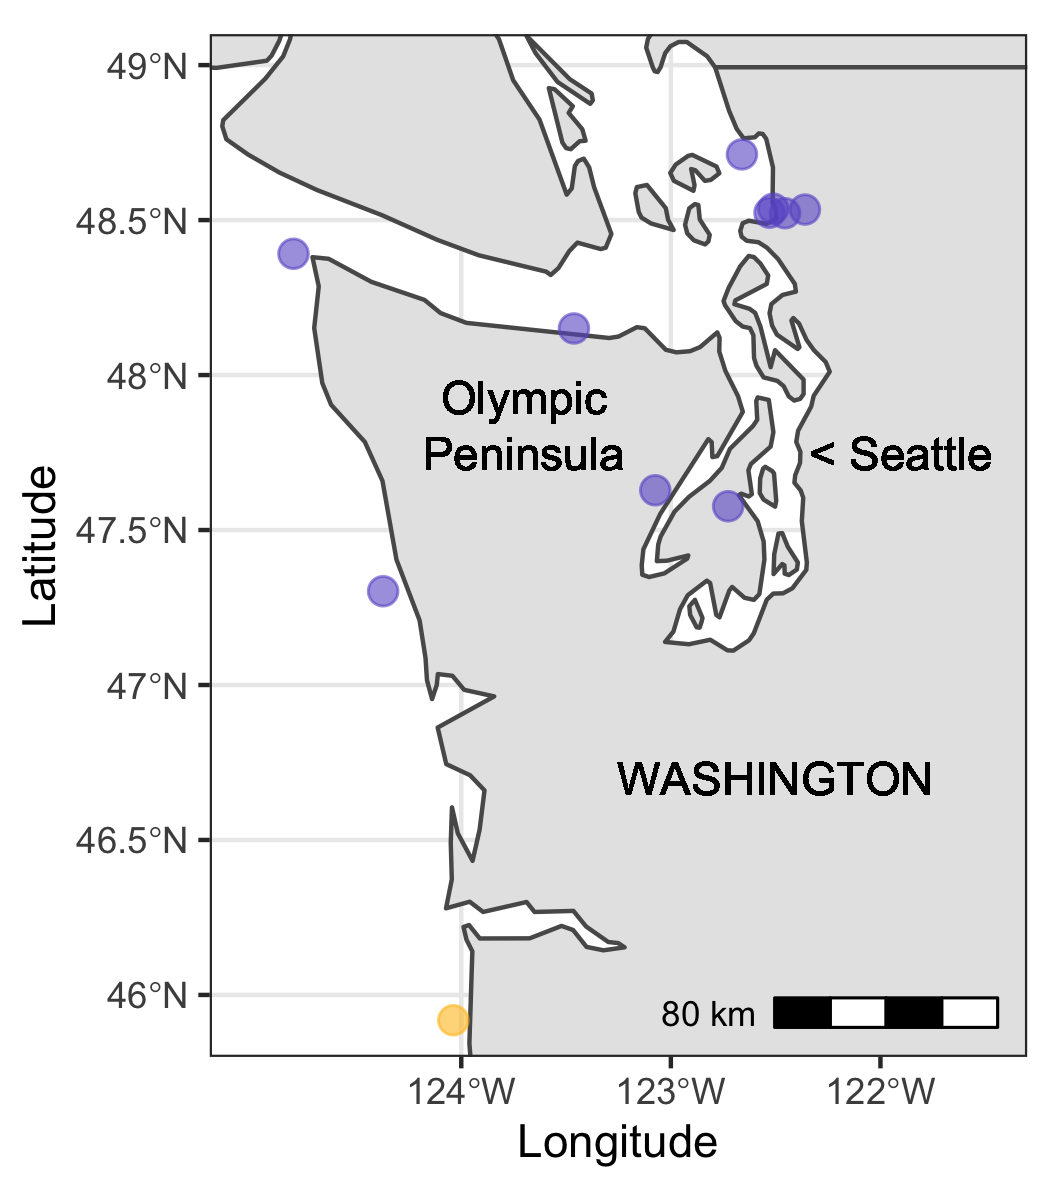 49°N
48.5°N
48°N
47.5°N
47°N
46.5°N
46°N
Latitude
Olympic
Peninsula
< Seattle
WASHINGTON
80 km
124°W
123°W
122°W
Longitude